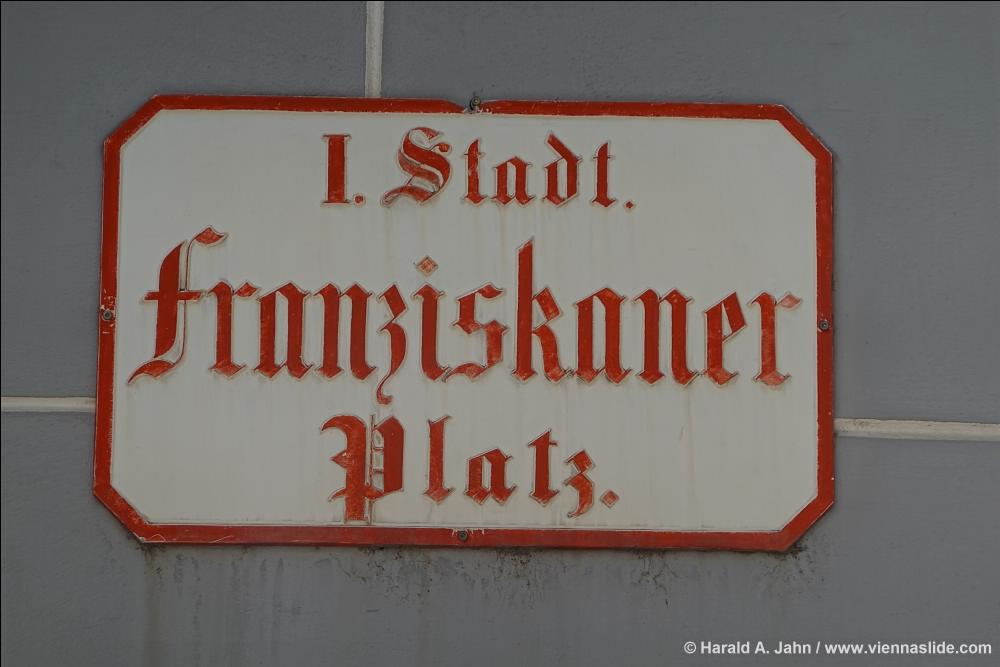 I. Stadt.
Franziskaner
Platz.
© Harald A. Jahn / www.viennaslide.com